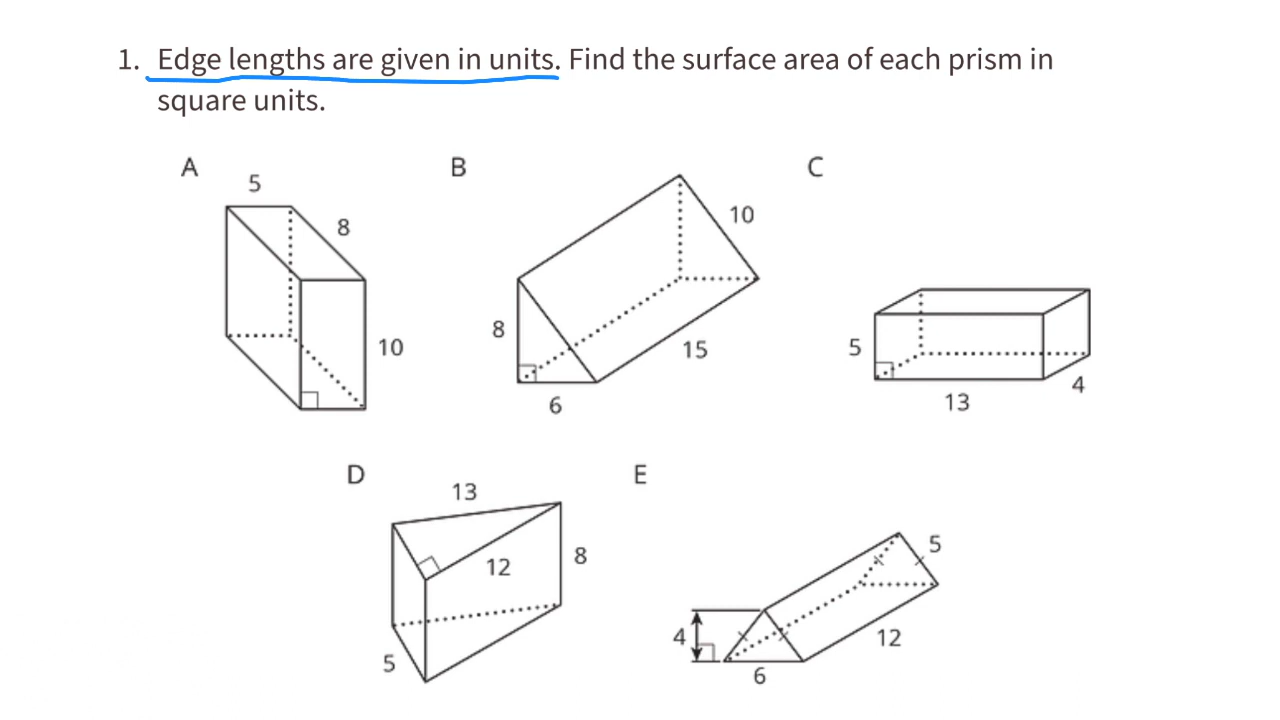 1. Edge lengths are given in units. Find the surface area of each prism in
square units.
A
B
C
5
8
10
10
8
15
6
5
4
13
D
E
13
12
8
5
5
4
12
6